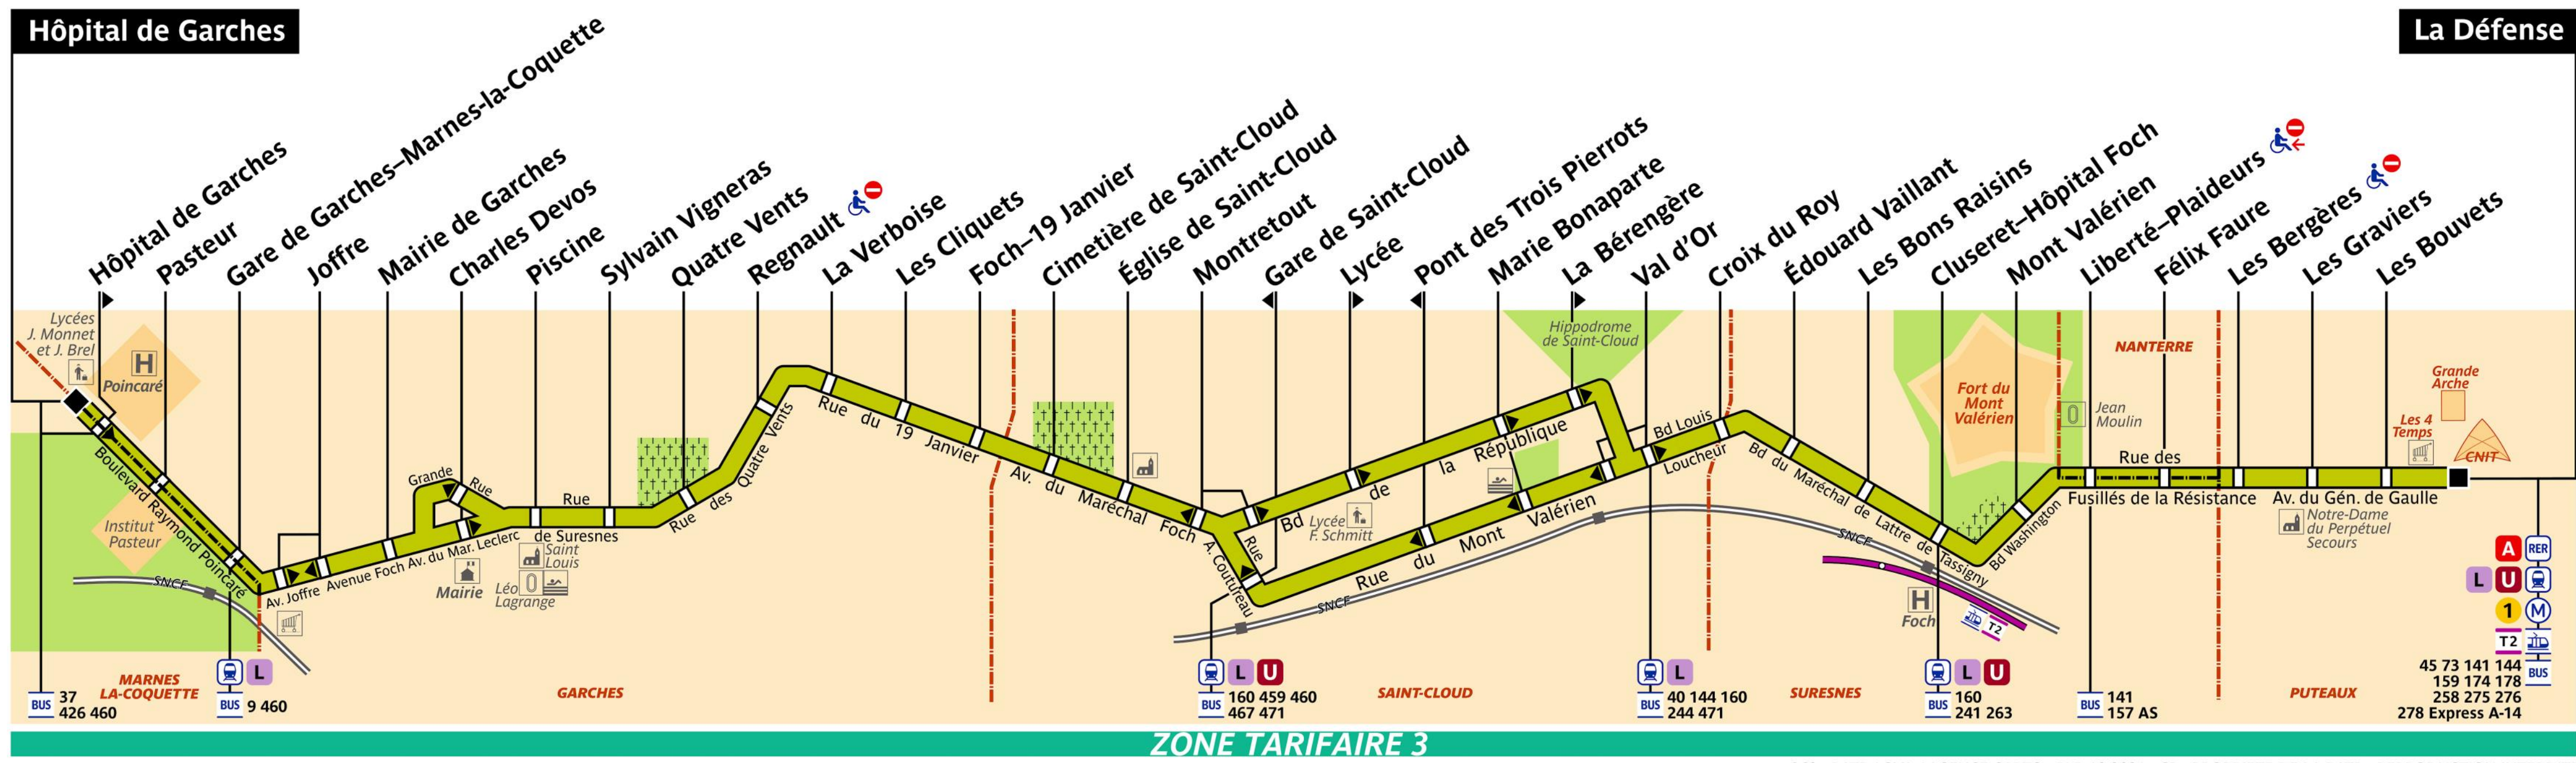 Hôpital de Garches
La Défense
Hôpital de Garches
Pasteur
Gare de Garches–Marnes-la-Coquette
Joffre
Mairie de Garches
Charles Devos
Piscine
Sylvain Vigneras
Quatre Vents
Regnault
La Verboise
Les Cliquets
Foch–19 Janvier
Cimetière de Saint-Cloud
Église de Saint-Cloud
Montretout
Gare de Saint-Cloud
Lycée
Pont des Trois Pierrots
Marie Bonaparte
La Bérengère
Val d'Or
Croix du Roy
Édouard Vaillant
Les Bons Raisins
Cluseret–Hôpital Foch
Mont Valérien
Liberté–Plaideurs
Félix Faure
Les Bergères
Les Graviers
Les Bouvets
Lycées
J. Monnet
et J. Brel
H
Poincaré
Institut
Pasteur
Boulevard Raymond Poincaré
SNCF
Av. Joffre
Avenue Foch
Av. du Mar. Leclerc
Grande Rue
Mairie
Rue
de Suresnes
Saint
Louis
Léo
Lagrange
Rue des Quatre Vents
Rue du 19 Janvier
Av. du Maréchal Foch
Rue
A. Coutureau
Bd de la République
Lycée
F. Schmitt
Rue du Mont Valérien
SNCF
Hippodrome
de Saint-Cloud
Bd Louis
Loucheur
Bd du Maréchal de Lattre de Tassigny
SNCF
H
Foch
T2
Fort du
Mont
Valérien
Bd Washington
Jean
Moulin
NANTERRE
Rue des
Fusillés de la Résistance
Av. du Gén. de Gaulle
Notre-Dame
du Perpétuel
Secours
Grande
Arche
Les 4
Temps
CNIT
MARNES
LA-COQUETTE
GARCHES
SAINT-CLOUD
SURESNES
PUTEAUX
BUS
37
426 460
L
BUS 9 460
L U
BUS
160 459 460
467 471
L
BUS
40 144 160
244 471
L U
BUS
160
241 263
BUS
141
157 AS
A RER
L U
1 M
T2
BUS
45 73 141 144
159 174 178
258 275 276
278 Express A-14
ZONE TARIFAIRE 3